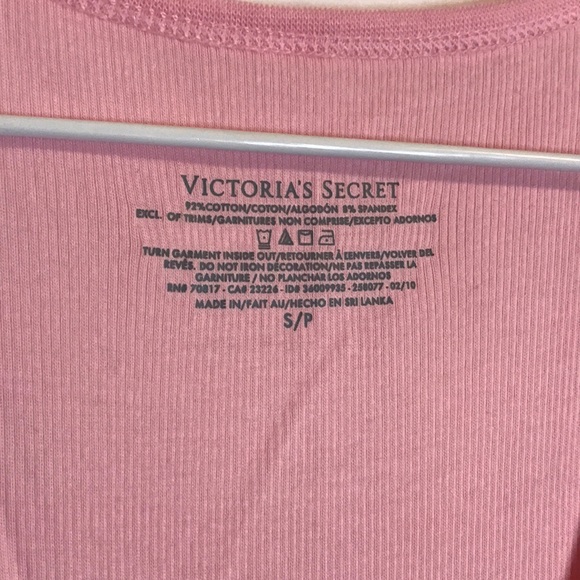 VICTORIA'S SECRET
92%COTTON/COTON/ALGODÓN 8% SPANDEX
EXCL. OF TRIMS/GARNITURES NON COMPRISE/EXCEPTO ADORNOS
TURN GARMENT INSIDE OUT/RETOURNER À L'ENVERS/VOLVER DEL
REVÉS. DO NOT IRON DECORATION/NE PAS REPASSER LA
GARNITURE / NO PLANCHAR LOS ADORNOS
RN# 70817 - CA# 23226 - ID# 36009935 - 258077 - 02/10
MADE IN/FAIT AU/HECHO EN SRI LANKA
S/P